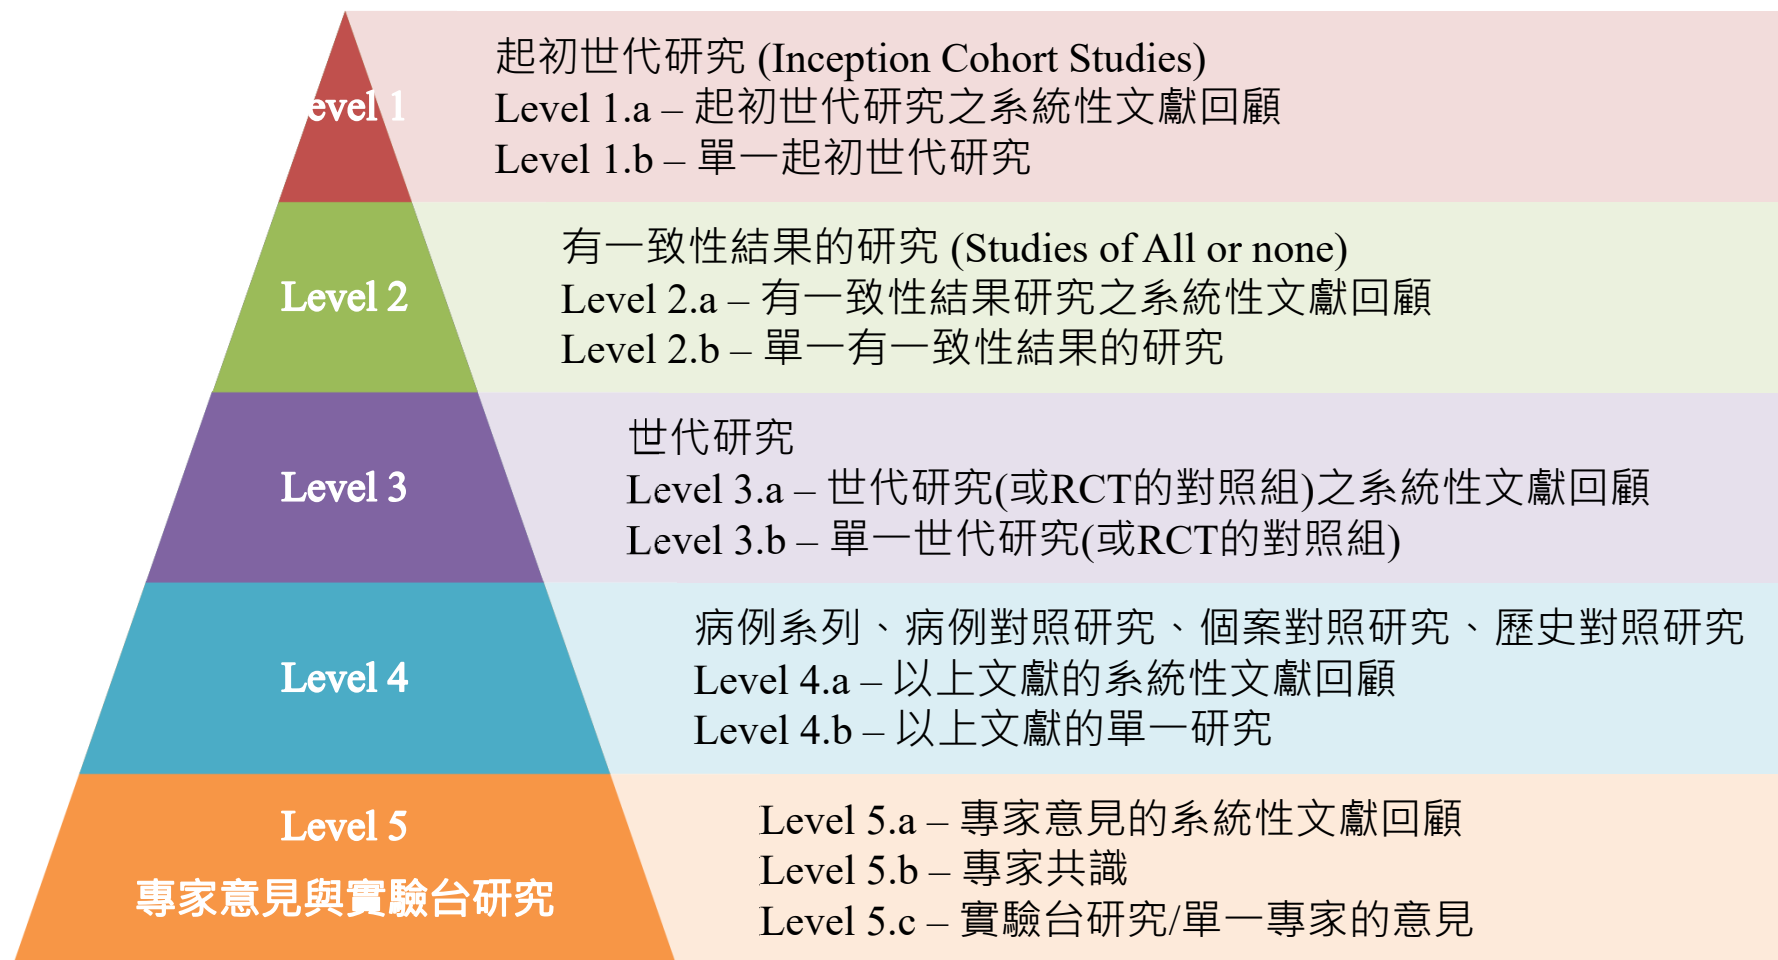 Level 1
起初世代研究 (Inception Cohort Studies)
Level 1.a – 起初世代研究之系統性文獻回顧
Level 1.b – 單一起初世代研究
Level 2
有一致性結果的研究 (Studies of All or none)
Level 2.a – 有一致性結果研究之系統性文獻回顧
Level 2.b – 單一有一致性結果的研究
Level 3
世代研究
Level 3.a – 世代研究(或RCT的對照組)之系統性文獻回顧
Level 3.b – 單一世代研究(或RCT的對照組)
Level 4
病例系列、病例對照研究、個案對照研究、歷史對照研究
Level 4.a – 以上文獻的系統性文獻回顧
Level 4.b – 以上文獻的單一研究
Level 5
專家意見與實驗台研究
Level 5.a – 專家意見的系統性文獻回顧
Level 5.b – 專家共識
Level 5.c – 實驗台研究/單一專家的意見